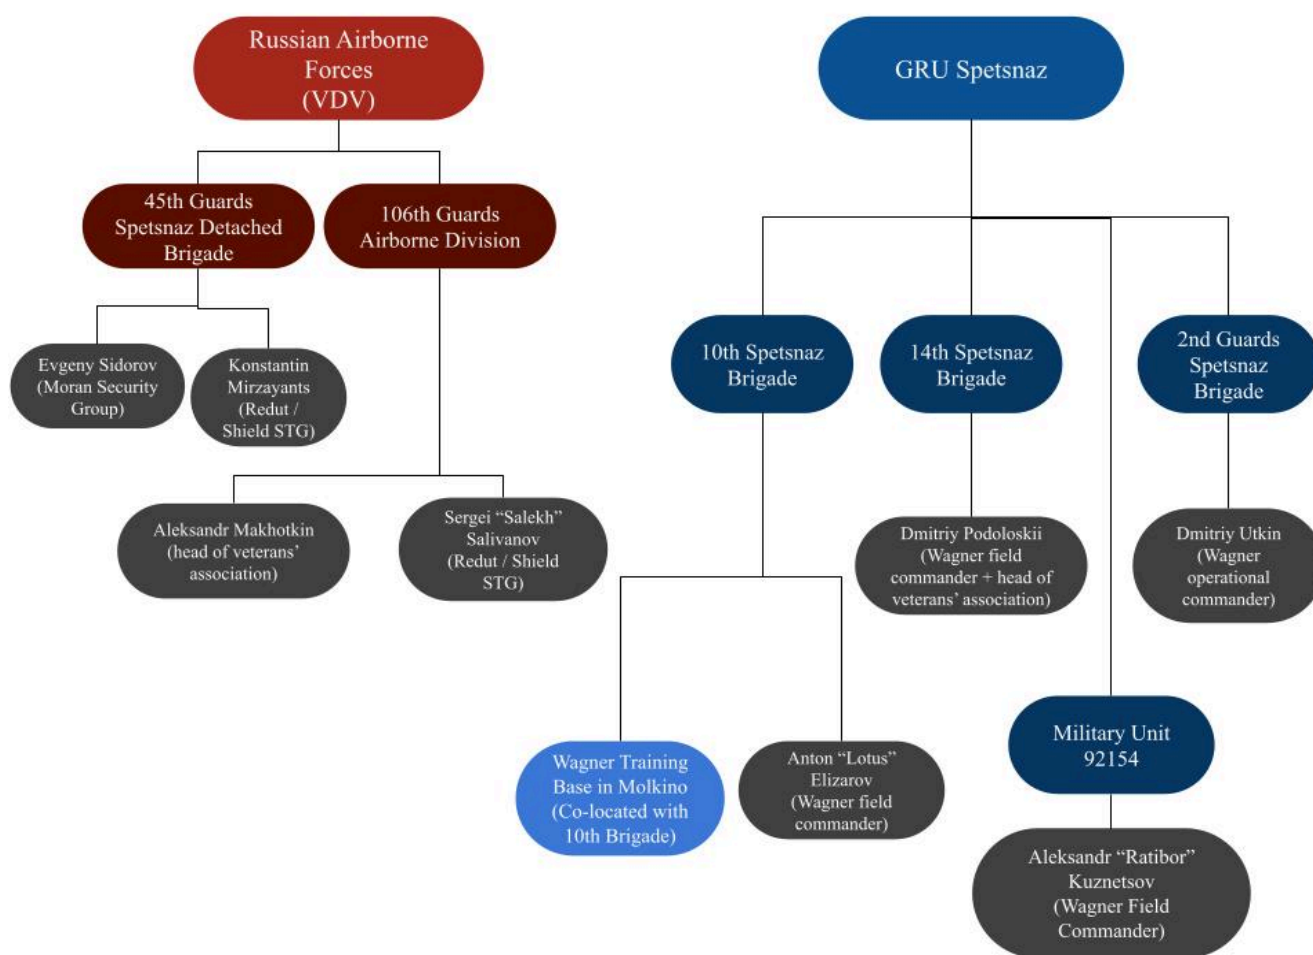 Russian Airborne
Forces
(VDV)
GRU Spetsnaz
45th Guards
Spetsnaz Detached
Brigade
106th Guards
Airborne Division
10th Spetsnaz
Brigade
14th Spetsnaz
Brigade
2nd Guards
Spetsnaz
Brigade
Evgeny Sidorov
(Moran Security
Group)
Konstantin
Mirzayants
(Redut /
Shield STG)
Aleksandr Makhotkin
(head of veterans’
association)
Sergei “Salekh”
Salivanov
(Redut / Shield
STG)
Dmitriy Podoloskii
(Wagner field
commander + head of
veterans’ association)
Dmitriy Utkin
(Wagner
operational
commander)
Wagner Training
Base in Molkino
(Co-located with
10th Brigade)
Anton “Lotus”
Elizarov
(Wagner field
commander)
Military Unit
92154
Aleksandr “Ratibor”
Kuznetsov
(Wagner Field
Commander)